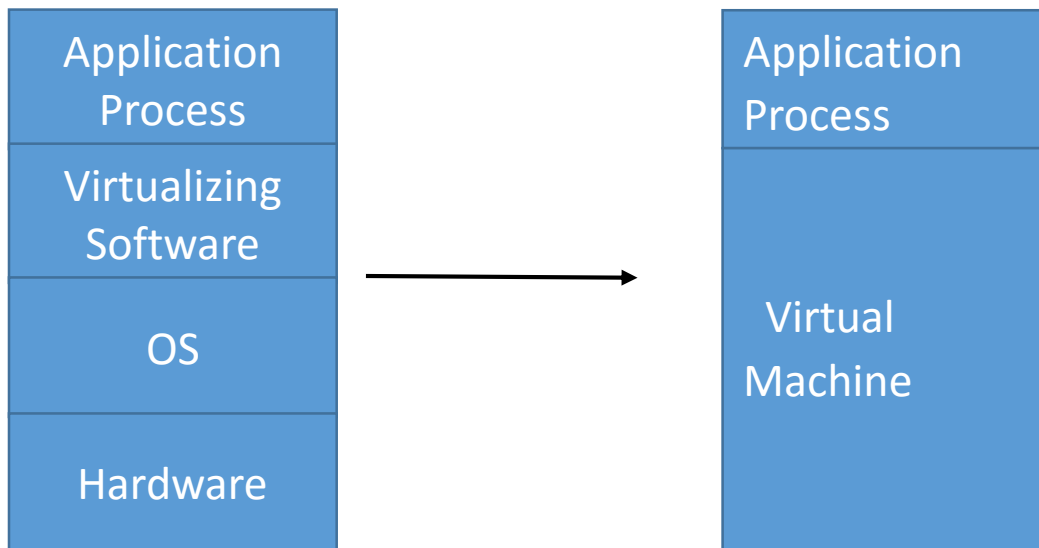 Application
Process
Virtualizing
Software
OS
Hardware
Application
Process
Virtual
Machine